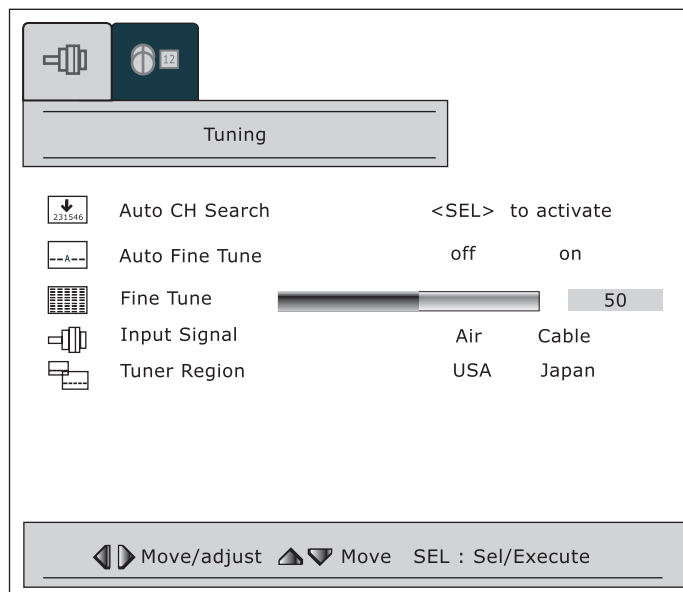 12
Tuning
231546
Auto CH Search <SEL> to activate
--A--
Auto Fine Tune off on
Fine Tune 50
Input Signal Air Cable
Tuner Region USA Japan
Move/adjust Move SEL : Sel/Execute